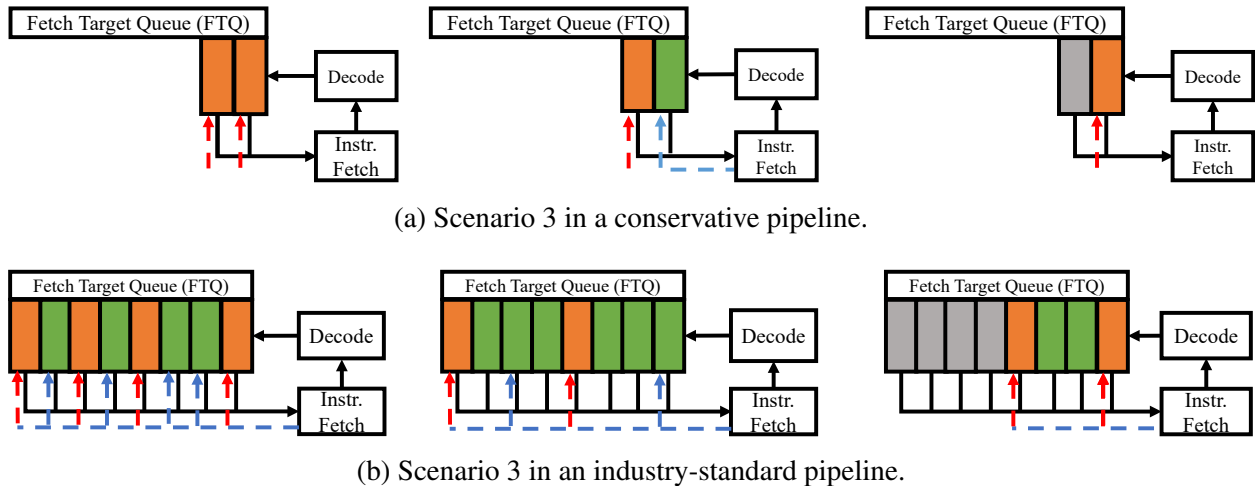 Fetch Target Queue (FTQ)
Decode
Instr.
Fetch
Fetch Target Queue (FTQ)
Decode
Instr.
Fetch
Fetch Target Queue (FTQ)
Decode
Instr.
Fetch
(a) Scenario 3 in a conservative pipeline.
Fetch Target Queue (FTQ)
Decode
Instr.
Fetch
Fetch Target Queue (FTQ)
Decode
Instr.
Fetch
Fetch Target Queue (FTQ)
Decode
Instr.
Fetch
(b) Scenario 3 in an industry-standard pipeline.